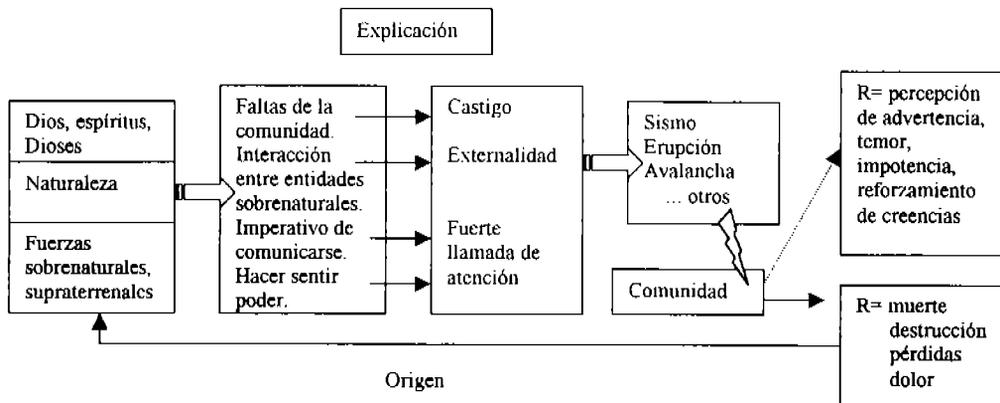 Explicación
Dios, espíritus,
Dioses
Naturaleza
Fuerzas
sobrenaturales,
supraterrenales
Faltas de la
comunidad.
Interacción
entre entidades
sobrenaturales.
Imperativo de
comunicarse.
Hacer sentir
poder.
Castigo
Externalidad
Fuerte
llamada de
atención
Sismo
Erupción
Avalancha
... otros
Comunidad
R= percepción
de advertencia,
temor,
impotencia,
reforzamiento
de creencias
R= muerte
destrucción
pérdidas
dolor
Origen